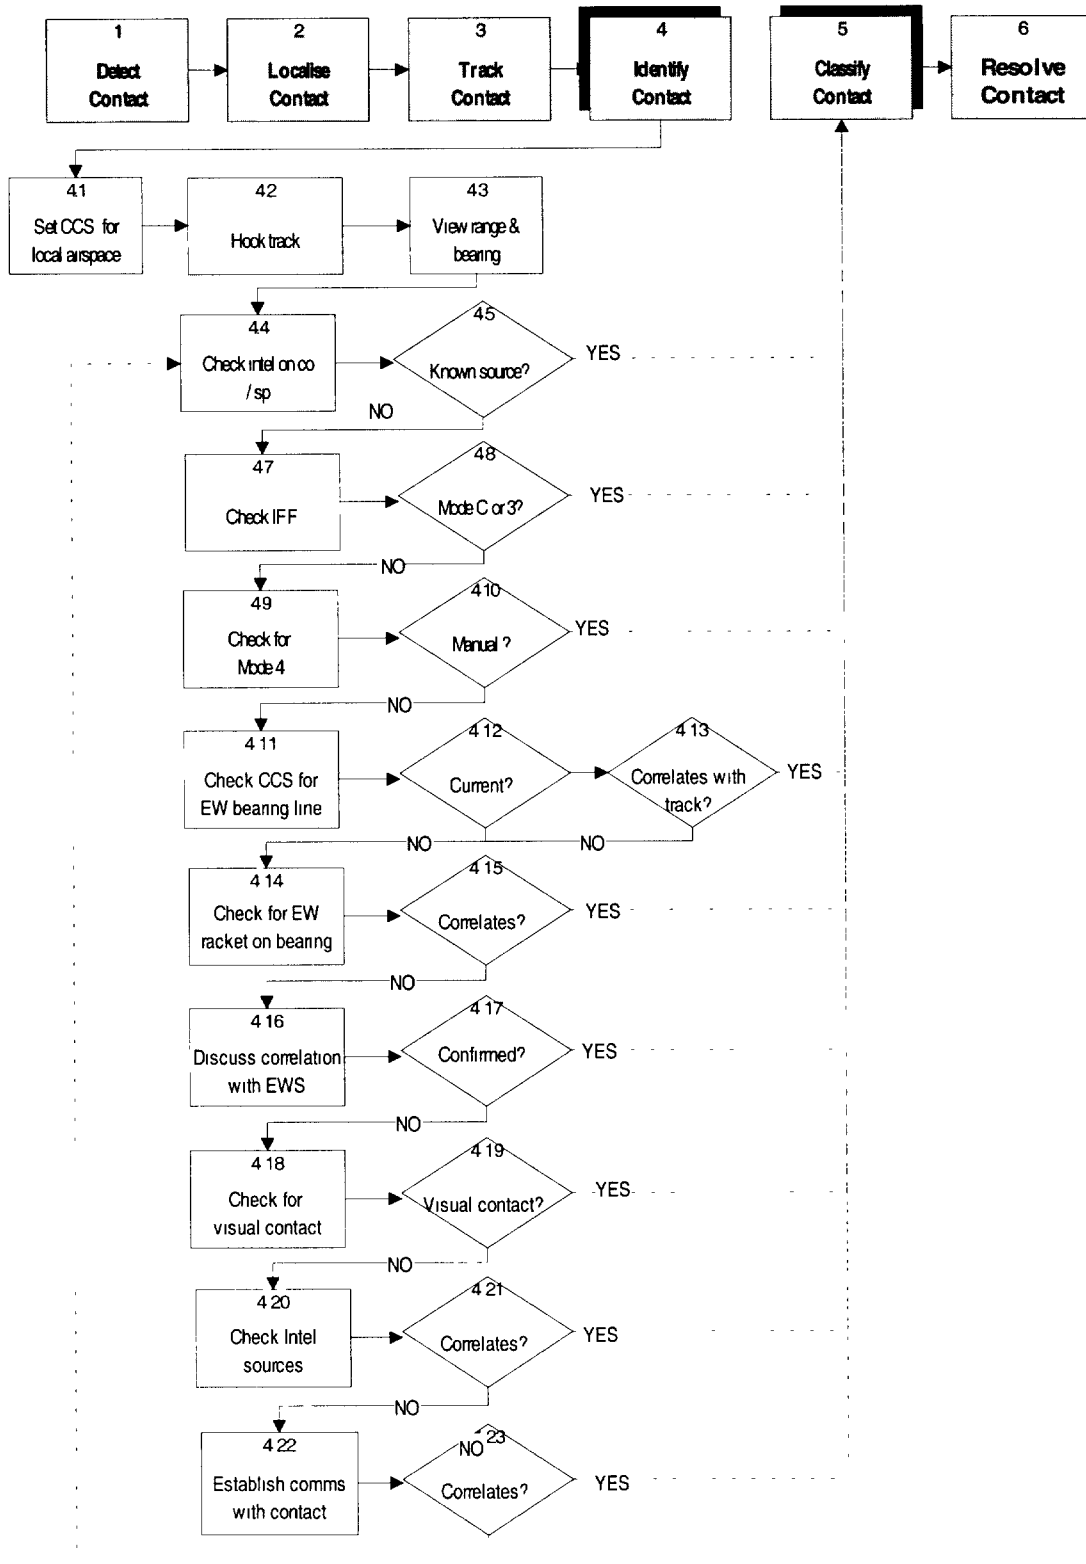 1
Detect
Contact
2
Localise
Contact
3
Track
Contact
4
Identify
Contact
5
Classify
Contact
6
Resolve
Contact
41
Set CCS for
local airspace
42
Hook track
43
View range &
bearing
44
Check intel on co
/ sp
45
Known source?
YES
NO
47
Check IFF
48
Mode C or 3?
YES
NO
49
Check for
Mode 4
410
Manual ?
YES
NO
4 11
Check CCS for
EW bearing line
4 12
Current?
4 13
Correlates with
track?
YES
NO
NO
4 14
Check for EW
racket on bearing
4 15
Correlates?
YES
NO
4 16
Discuss correlation
with EWS
4 17
Confirmed?
YES
NO
4 18
Check for
visual contact
4 19
Visual contact?
YES
NO
4 20
Check Intel
sources
4 21
Correlates?
YES
NO
4 22
Establish comms
with contact
NO 23
Correlates?
YES